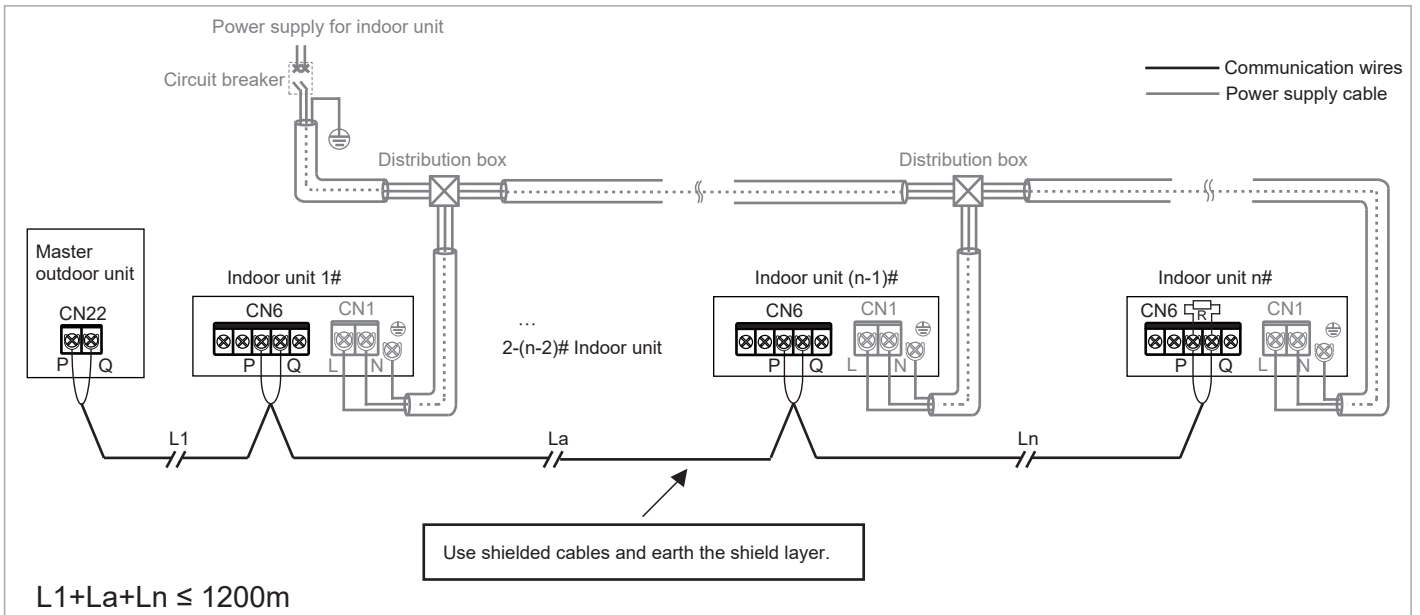 Power supply for indoor unit
Circuit breaker
Communication wires
Power supply cable
Distribution box
Distribution box
Master
outdoor unit
CN22
P Q
Indoor unit 1#
CN6
CN1
P Q
L N
...
2-(n-2)# Indoor unit
Indoor unit (n-1)#
CN6
CN1
P Q
L N
Indoor unit n#
CN6
R
CN1
P Q
L N
L1
La
Ln
Use shielded cables and earth the shield layer.
L1+La+Ln ≤ 1200m